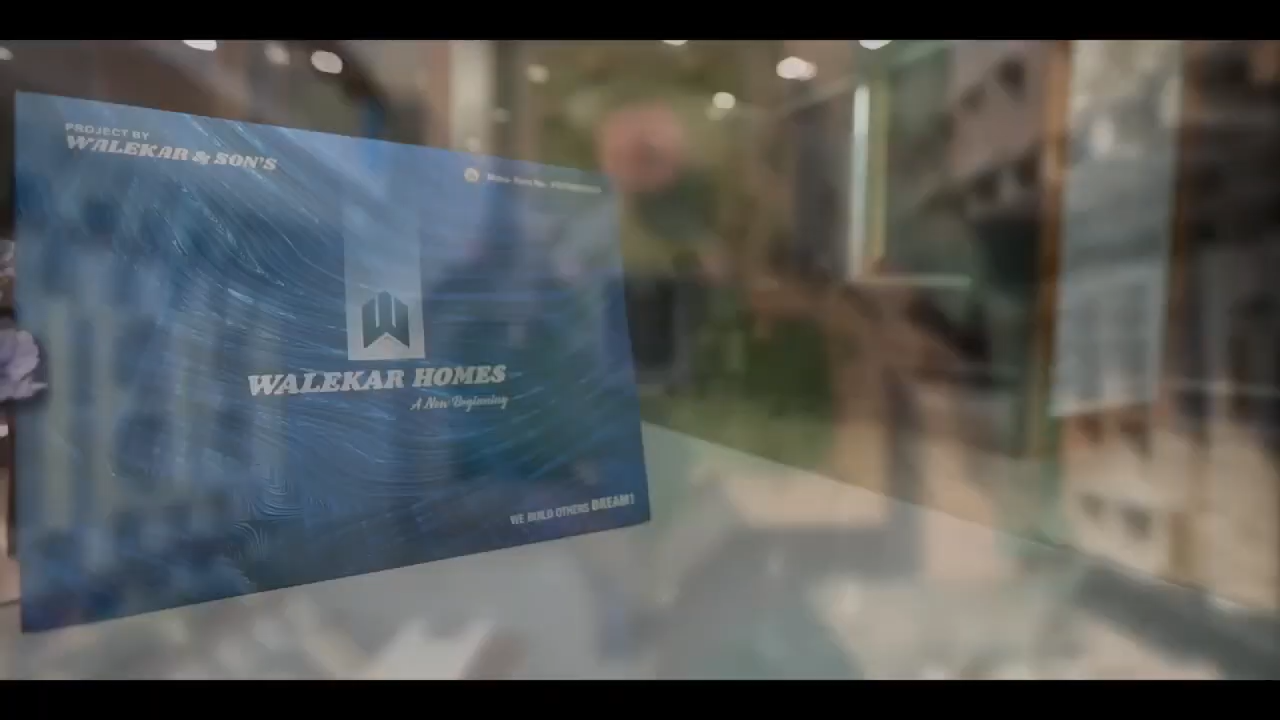 PROJECT BY
WALEKAR & SON'S
WALEKAR HOMES
A New Beginning
WE BUILD OTHERS DREAM!